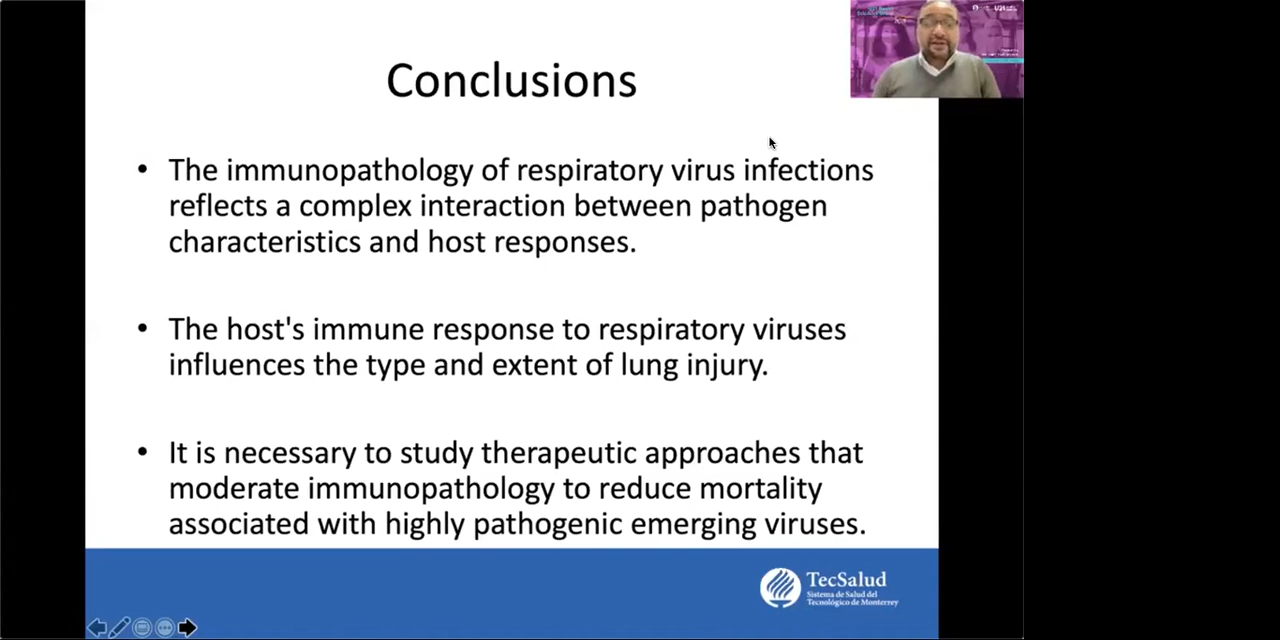 Conclusions
• The immunopathology of respiratory virus infections
reflects a complex interaction between pathogen
characteristics and host responses.
• The host's immune response to respiratory viruses
influences the type and extent of lung injury.
• It is necessary to study therapeutic approaches that
moderate immunopathology to reduce mortality
associated with highly pathogenic emerging viruses.
TecSalud
Sistema de Salud del
Tecnológico de Monterrey